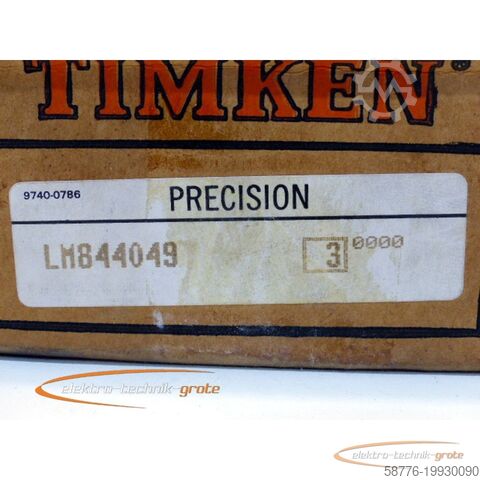 TIMKEN®
9740-0786
PRECISION
LM844049
3 0000
elektro-technik-grote
elektro-technik-grote
58776-19930090